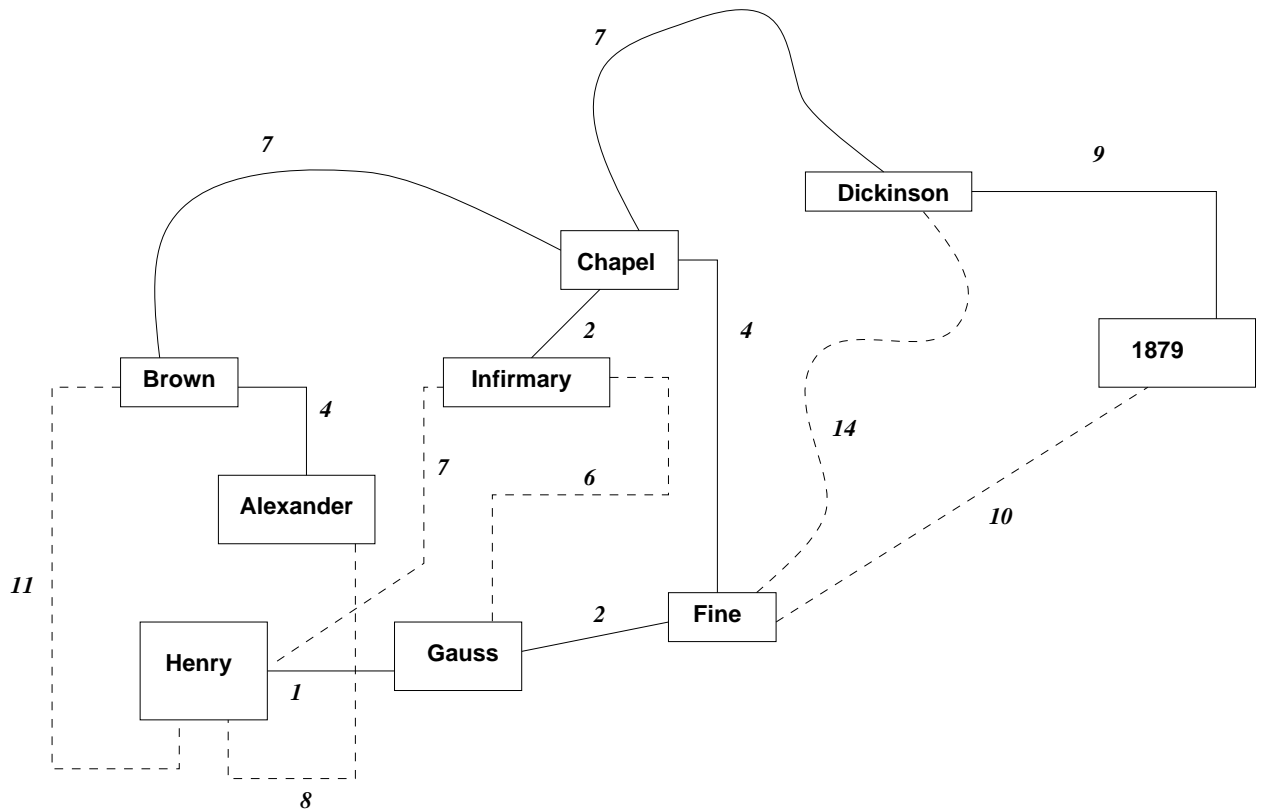 7
7
9
Dickinson
Chapel
2
4
1879
Brown
Infirmary
4
14
7
6
Alexander
10
11
2
Fine
Henry
Gauss
1
8